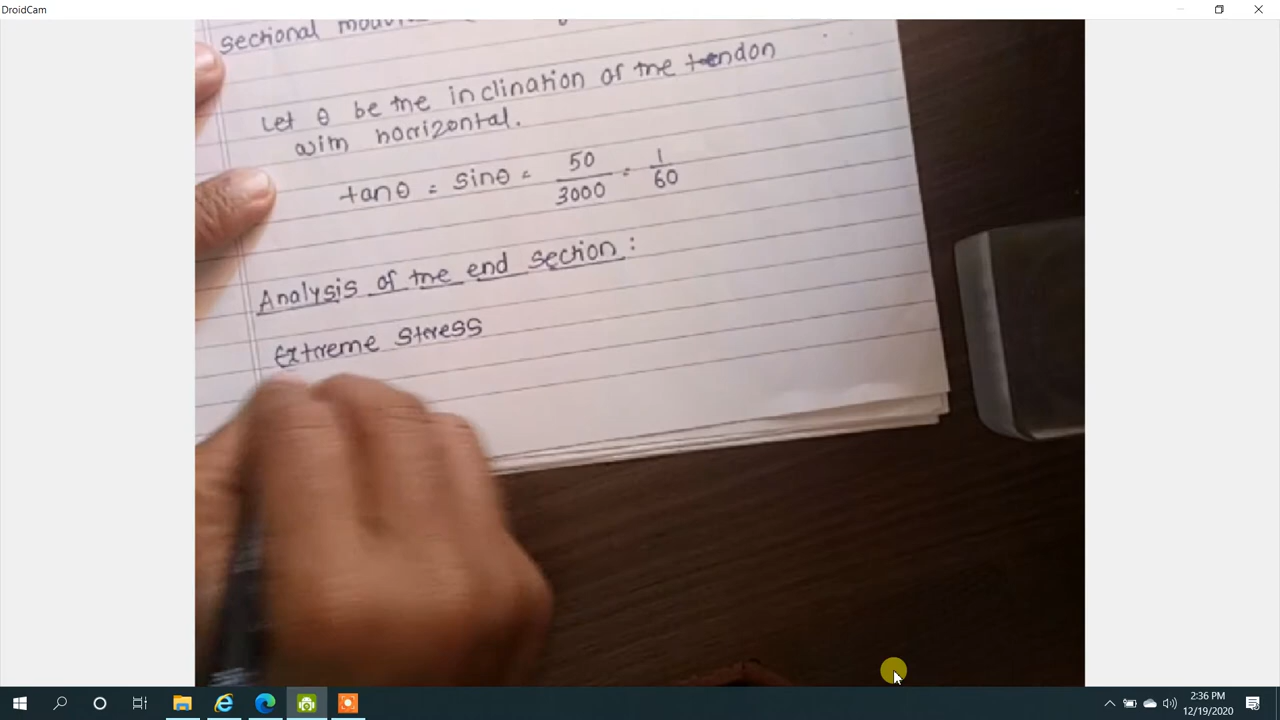 DroidCam
sectional
Let θ be the inclination of the tendon
with horrizontal.
tanθ = sinθ = 50/3000 = 1/60
Analysis of the end section :
Extreme stress
2:36 PM
12/19/2020